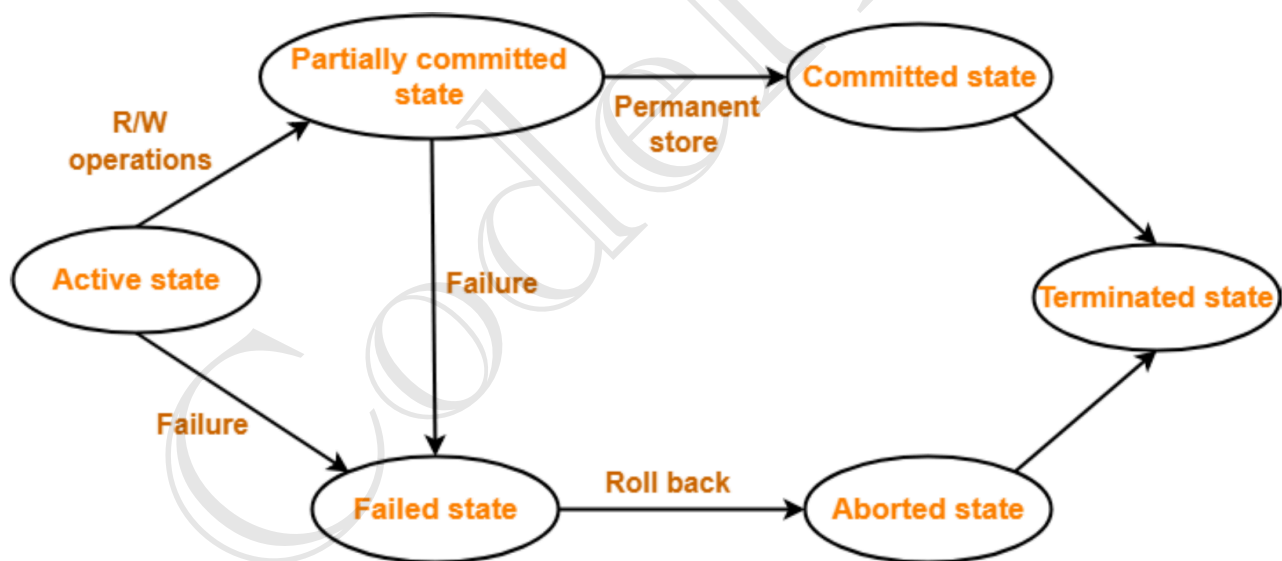 Partially committed
state
Committed state
Permanent
store
R/W
operations
Active state
Failure
Terminated state
Failure
Roll back
Failed state
Aborted state